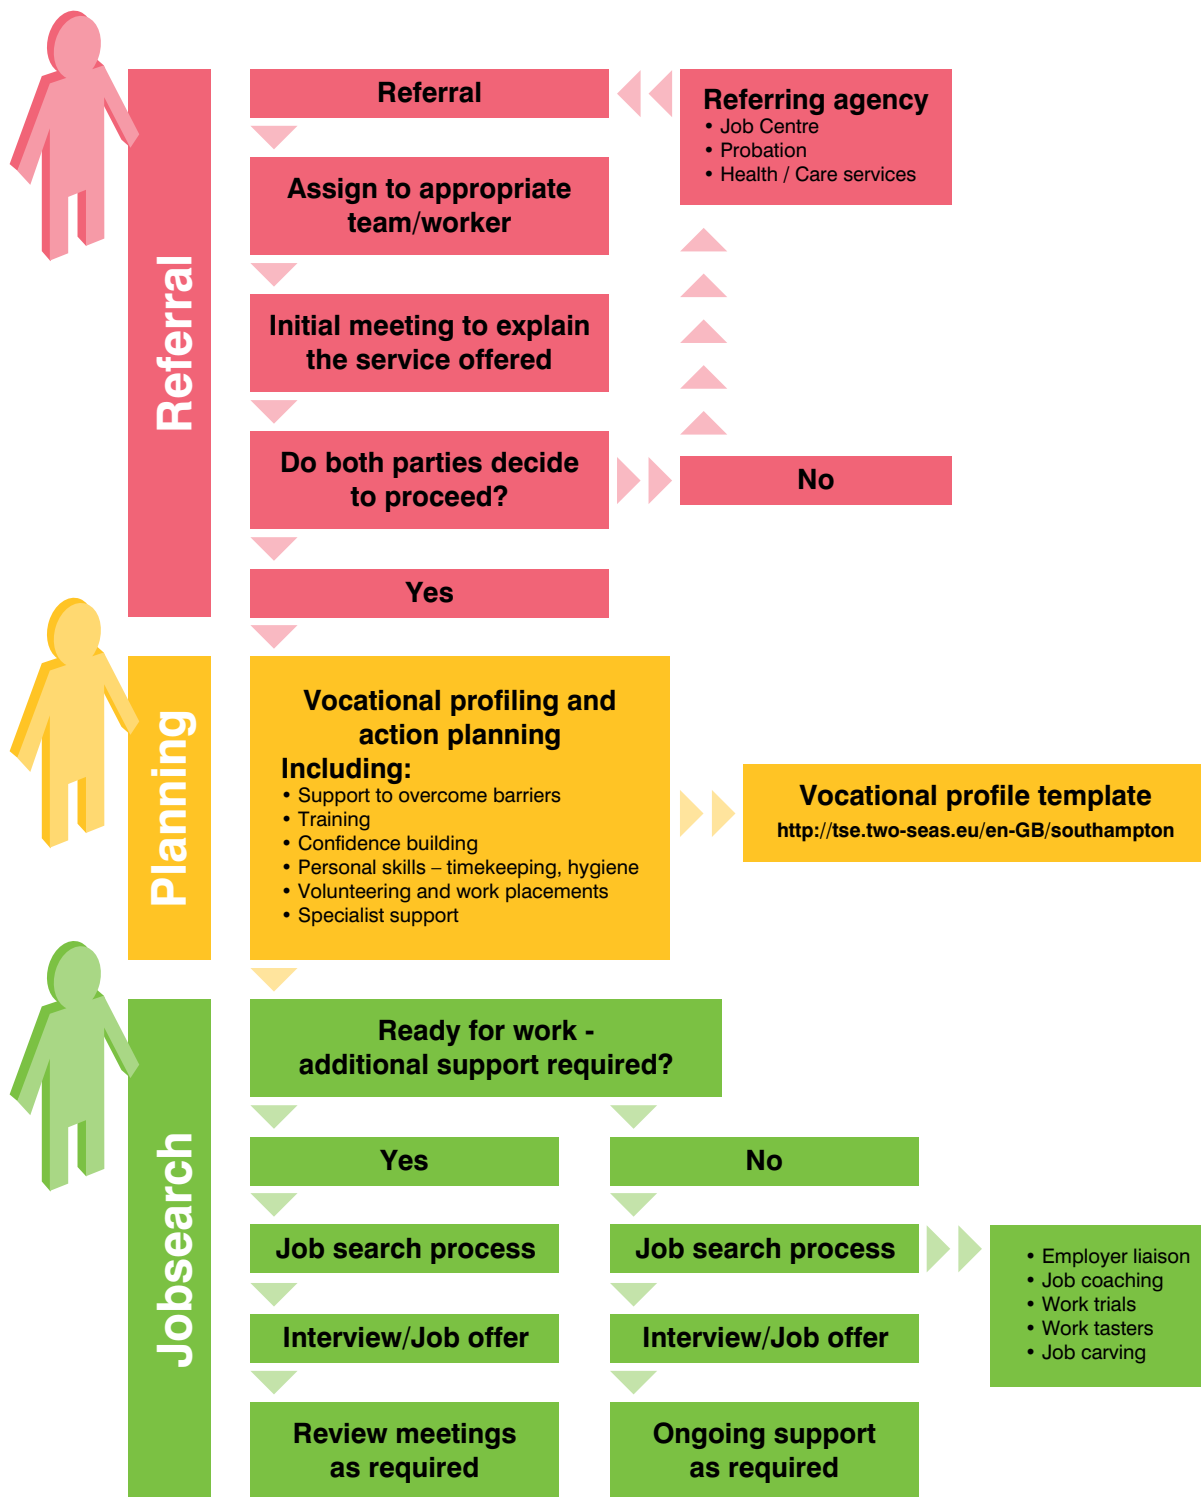 Referral
Referral
Referring agency
• Job Centre
• Probation
• Health / Care services
Assign to appropriate
team/worker
Initial meeting to explain
the service offered
Do both parties decide
to proceed?
No
Yes
Planning
Vocational profiling and
action planning
Including:
• Support to overcome barriers
• Training
• Confidence building
• Personal skills – timekeeping, hygiene
• Volunteering and work placements
• Specialist support
Vocational profile template
http://tse.two-seas.eu/en-GB/southampton
Jobsearch
Ready for work -
additional support required?
Yes
Job search process
Interview/Job offer
Review meetings
as required
No
Job search process
• Employer liaison
• Job coaching
• Work trials
• Work tasters
• Job carving
Interview/Job offer
Ongoing support
as required